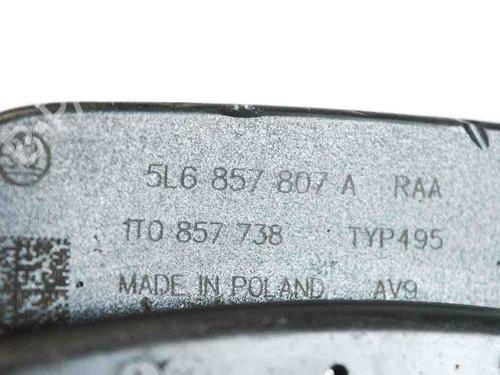 5L6 857 807 A RAA
1T0 857 738 TYP495
MADE IN POLAND AV9